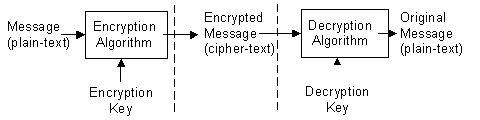 Message
(plain-text)
Encryption
Algorithm
Encryption
Key
Encrypted
Message
(cipher-text)
Decryption
Algorithm
Decryption
Key
Original
Message
(plain-text)